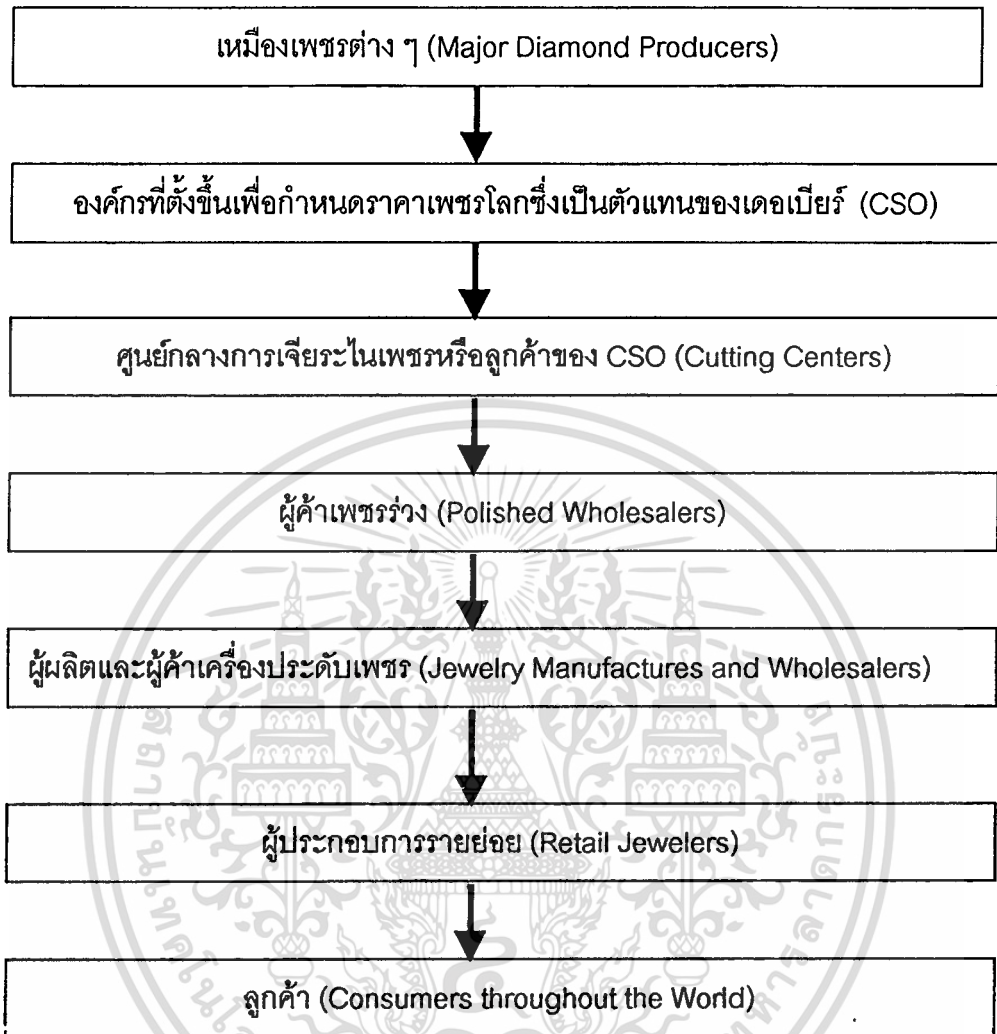 เหมืองเพชรต่าง ๆ (Major Diamond Producers)
องค์กรที่ตั้งขึ้นเพื่อกำหนดราคาเพชรโลกซึ่งเป็นตัวแทนของเดอเบียร์ (CSO)
ศูนย์กลางการเจียระไนเพชรหรือลูกค้าของ CSO (Cutting Centers)
ผู้ค้าเพชรร่วง (Polished Wholesalers)
ผู้ผลิตและผู้ค้าเครื่องประดับเพชร (Jewelry Manufactures and Wholesalers)
ผู้ประกอบการรายย่อย (Retail Jewelers)
ลูกค้า (Consumers throughout the World)